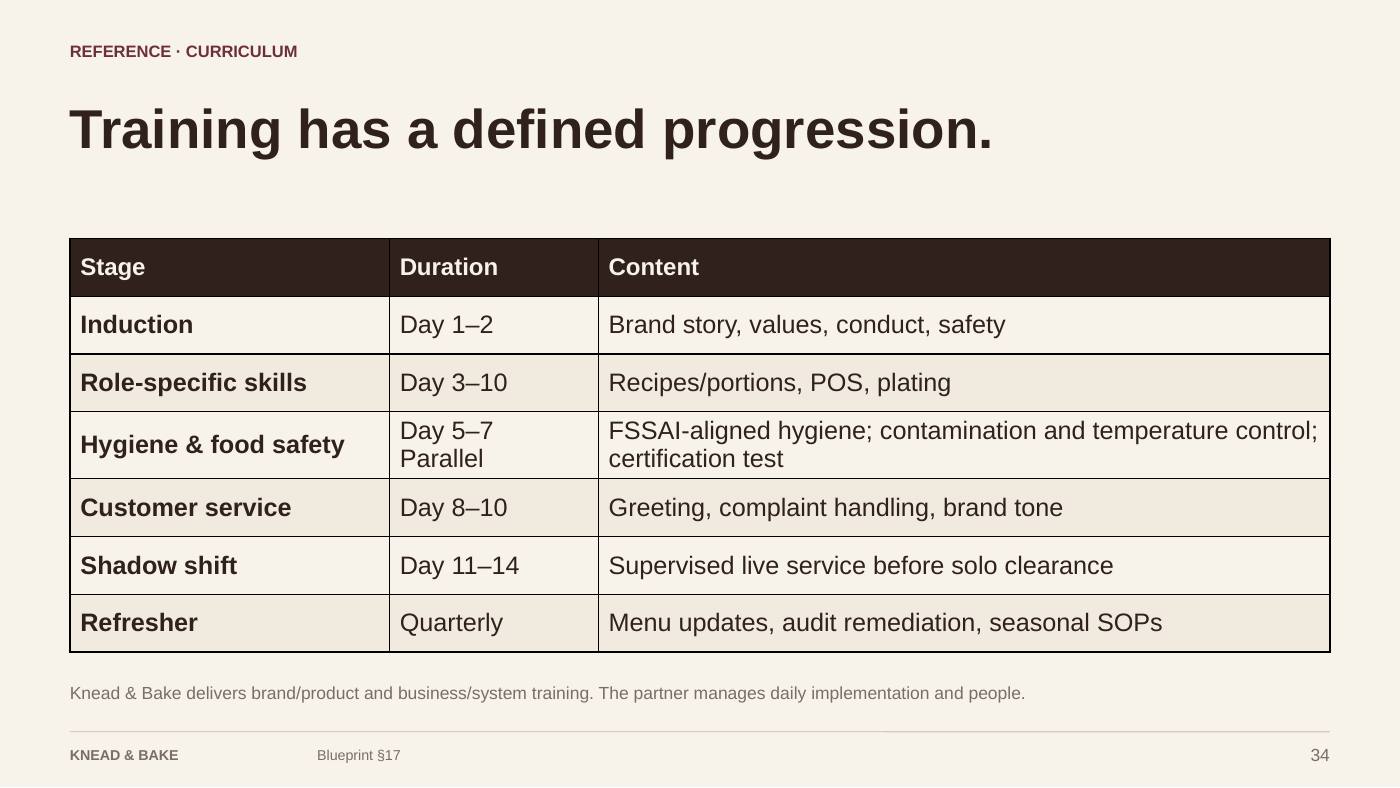 REFERENCE · CURRICULUM
Training has a defined progression.
Stage Duration Content
Induction Day 1–2 Brand story, values, conduct, safety
Role-specific skills Day 3–10 Recipes/portions, POS, plating
Hygiene & food safety Day 5–7 Parallel FSSAI-aligned hygiene; contamination and temperature control; certification test
Customer service Day 8–10 Greeting, complaint handling, brand tone
Shadow shift Day 11–14 Supervised live service before solo clearance
Refresher Quarterly Menu updates, audit remediation, seasonal SOPs
Knead & Bake delivers brand/product and business/system training. The partner manages daily implementation and people.
KNEAD & BAKE Blueprint §17 34